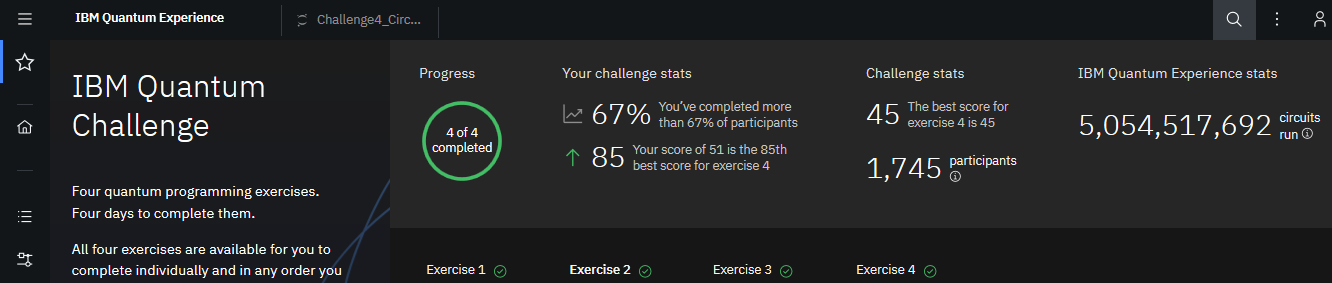 IBM Quantum Experience
Challenge4_Circ...
IBM Quantum
Challenge
Four quantum programming exercises.
Four days to complete them.
All four exercises are available for you to
complete individually and in any order you
Progress
4 of 4
completed
Your challenge stats
67% You've completed more
than 67% of participants
85 Your score of 51 is the 85th
best score for exercise 4
Challenge stats
45 The best score for
exercise 4 is 45
1,745 participants
IBM Quantum Experience stats
5,054,517,692 circuits
run
Exercise 1
Exercise 2
Exercise 3
Exercise 4